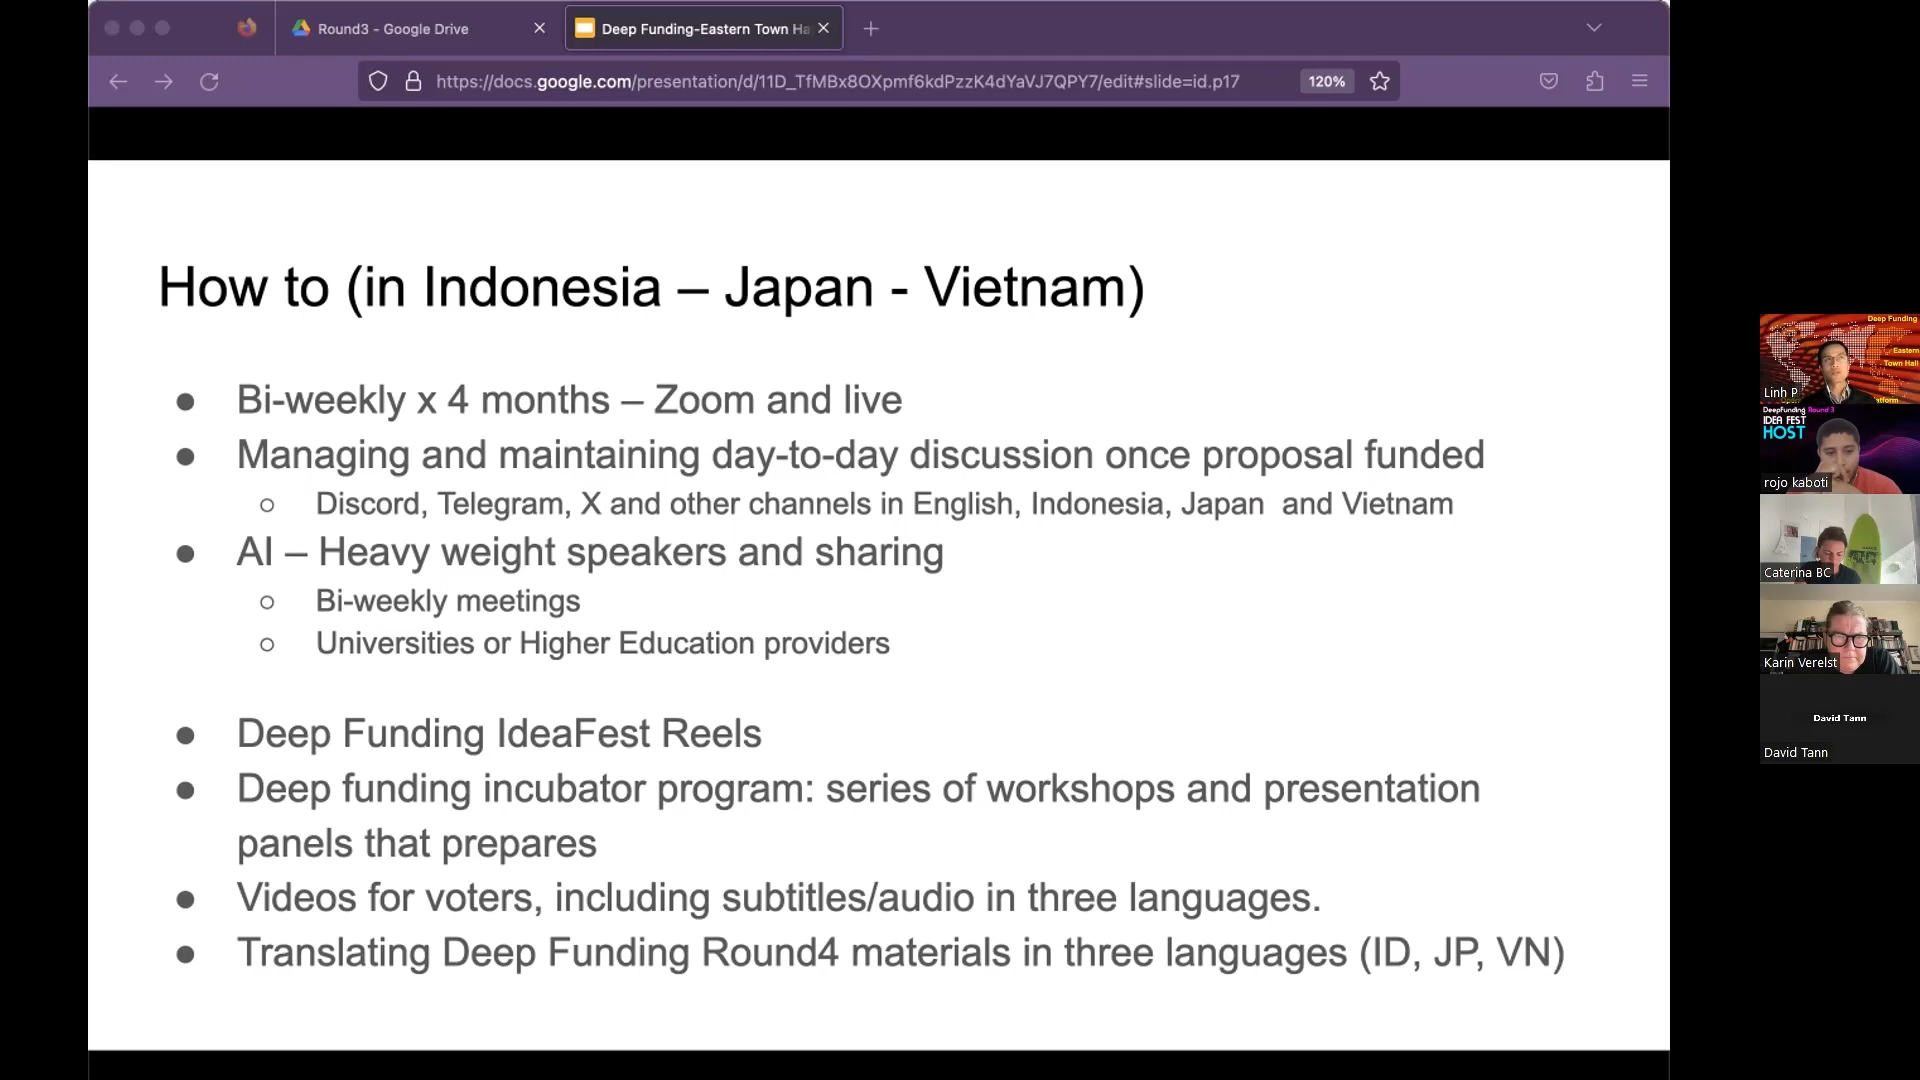 Round3 - Google Drive
Deep Funding-Eastern Town Ha
https://docs.google.com/presentation/d/11D_TfMBx8OXpmf6kdPzzK4dYaVJ7QPY7/edit#slide=id.p17
120%
How to (in Indonesia – Japan - Vietnam)
● Bi-weekly x 4 months – Zoom and live
● Managing and maintaining day-to-day discussion once proposal funded
○ Discord, Telegram, X and other channels in English, Indonesia, Japan and Vietnam
● AI – Heavy weight speakers and sharing
○ Bi-weekly meetings
○ Universities or Higher Education providers
● Deep Funding IdeaFest Reels
● Deep funding incubator program: series of workshops and presentation
panels that prepares
● Videos for voters, including subtitles/audio in three languages.
● Translating Deep Funding Round4 materials in three languages (ID, JP, VN)
Deep Funding
Eastern
Town Hall
Linh P
DeepFunding Round 3
IDEA FEST
HOST
rojo kaboti
Caterina BC
Karin Verelst
David Tann
David Tann